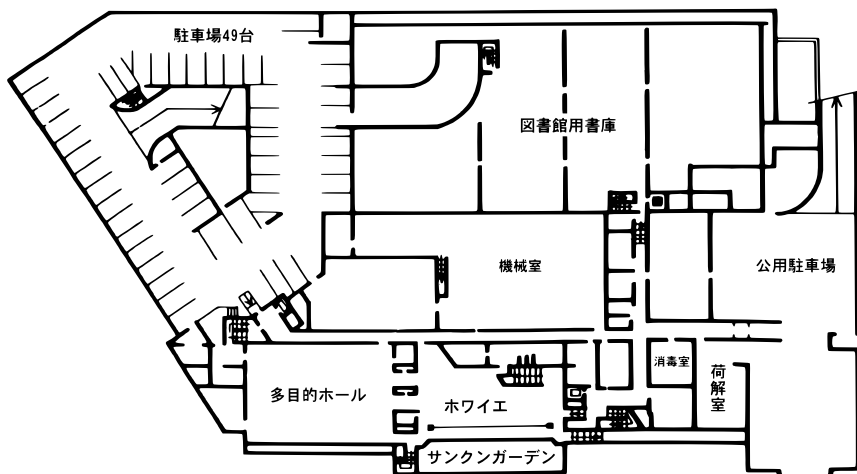 駐車場49台
図書館用書庫
機械室
公用駐車場
消毒室
荷解室
多目的ホール
ホワイエ
サンクンガーデン